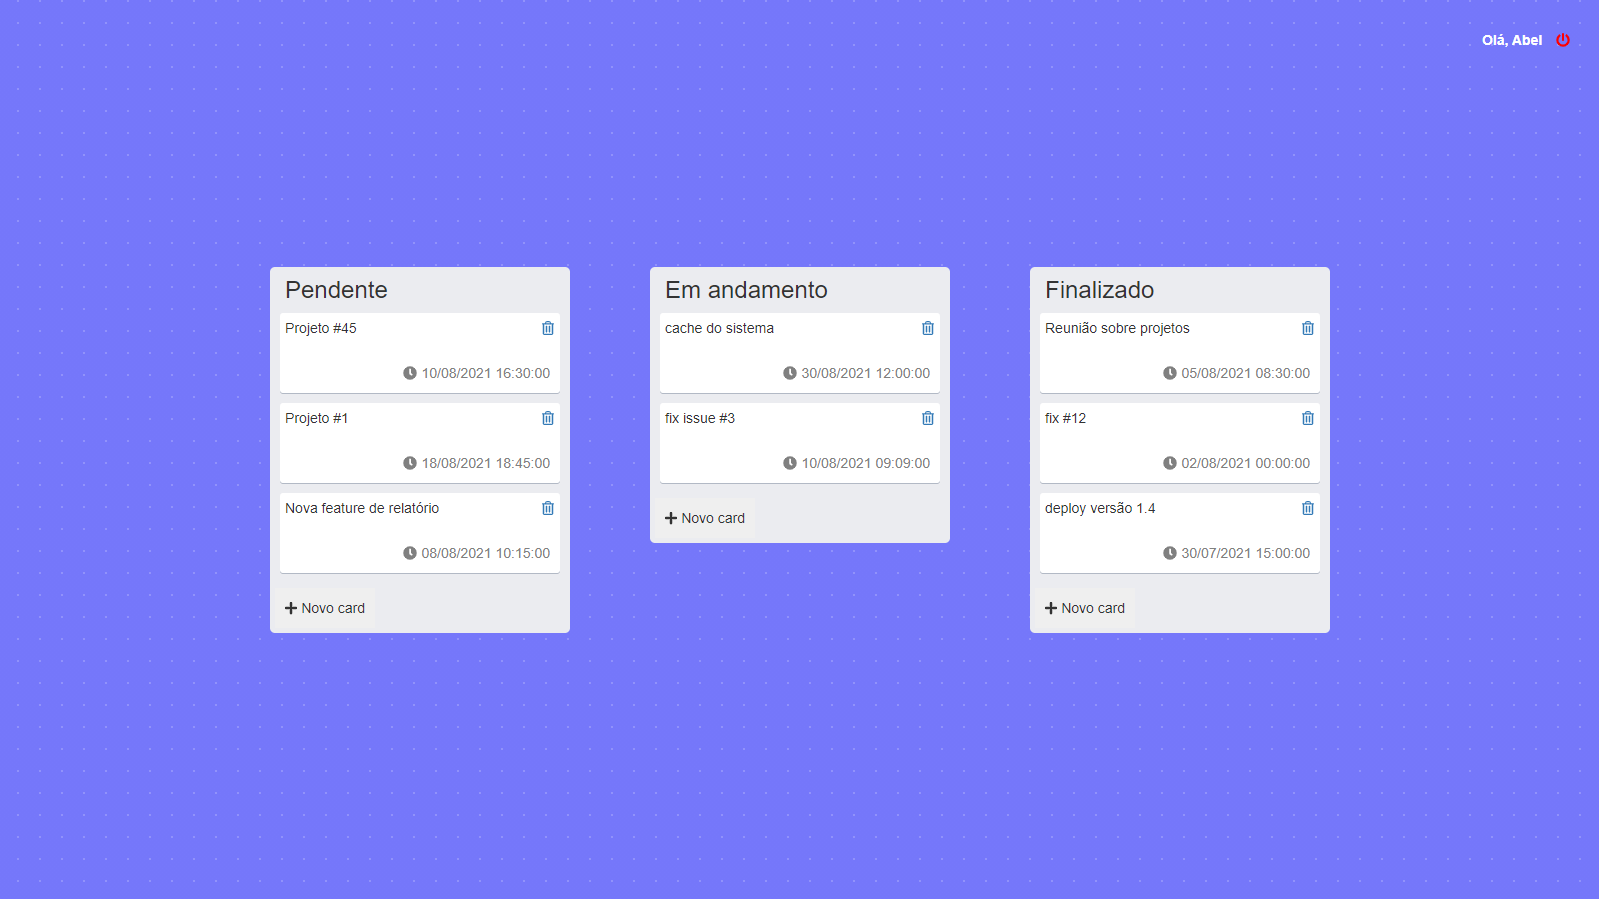 Olá, Abel
Pendente
Projeto #45
10/08/2021 16:30:00
Projeto #1
18/08/2021 18:45:00
Nova feature de relatório
08/08/2021 10:15:00
Novo card
Em andamento
cache do sistema
30/08/2021 12:00:00
fix issue #3
10/08/2021 09:09:00
Novo card
Finalizado
Reunião sobre projetos
05/08/2021 08:30:00
fix #12
02/08/2021 00:00:00
deploy versão 1.4
30/07/2021 15:00:00
Novo card